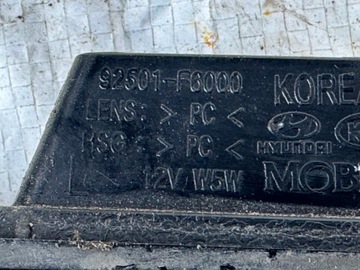 92501-F6000 KOREA
LENS: > PC <
HSG: > PC < HYUNDAI
12V W5W MOB